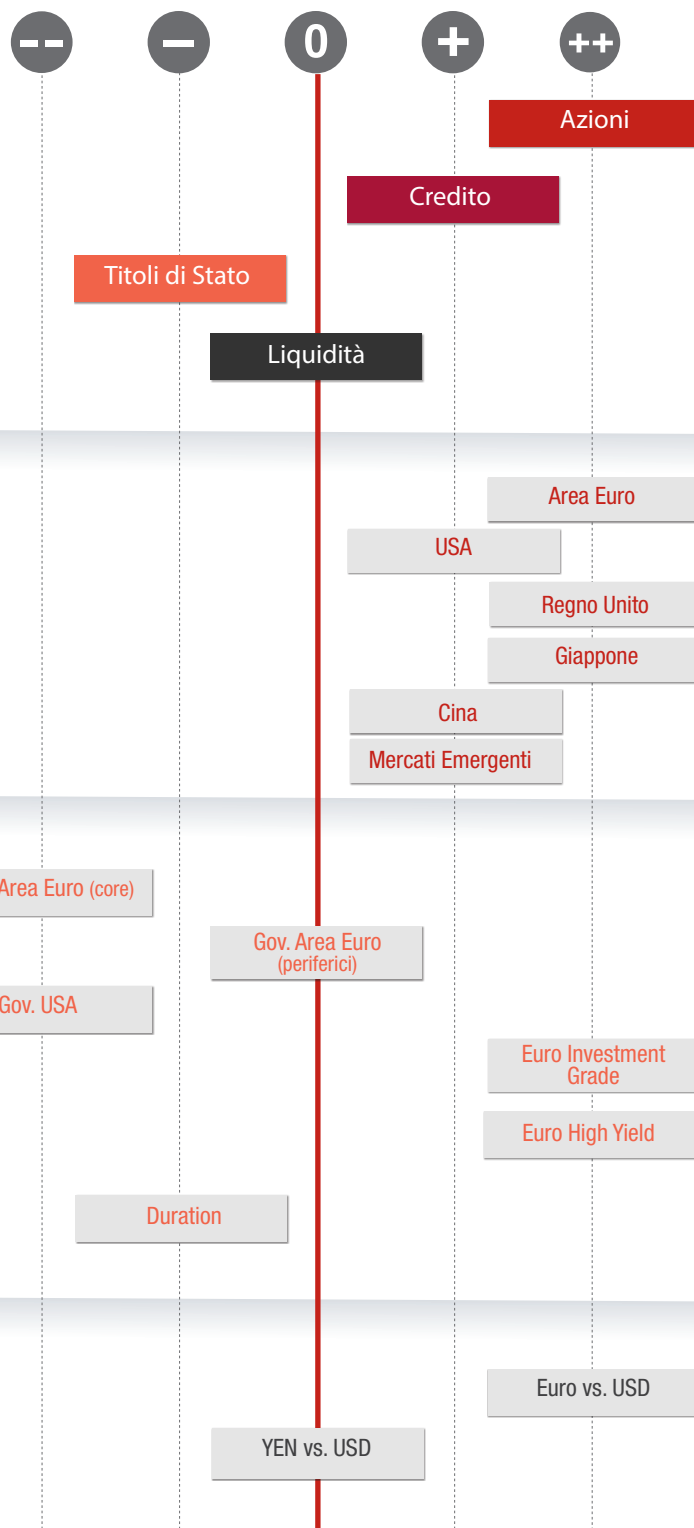 -- - 0 + ++
Azioni
Credito
Titoli di Stato
Liquidità
Area Euro
USA
Regno Unito
Giappone
Cina
Mercati Emergenti
Area Euro (core)
Gov. Area Euro
(periferici)
Gov. USA
Euro Investment
Grade
Euro High Yield
Duration
Euro vs. USD
YEN vs. USD